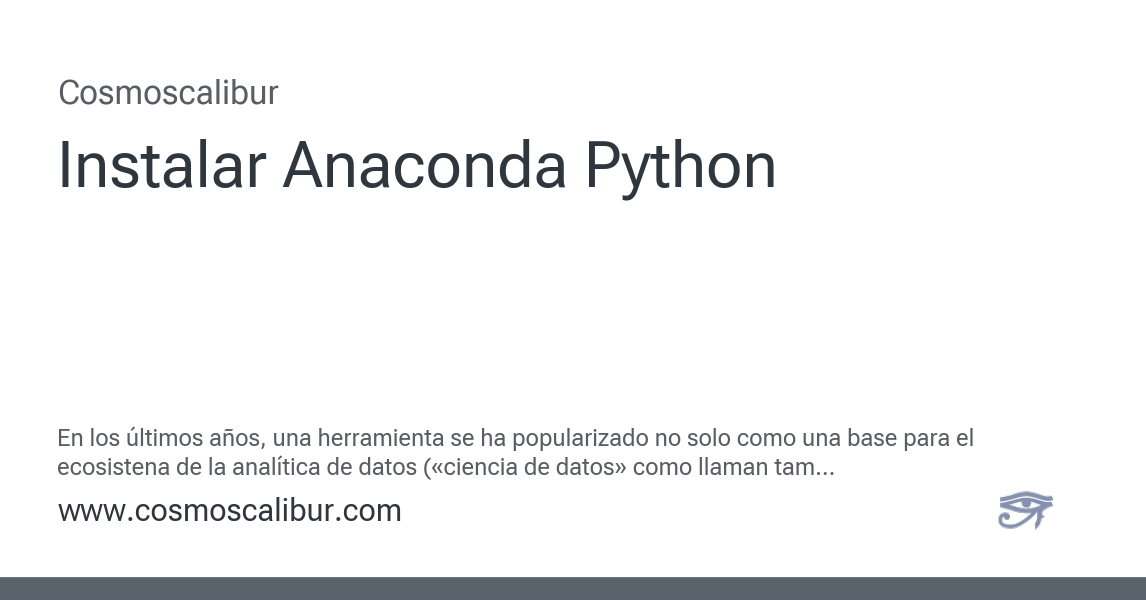 Cosmoscalibur
Instalar Anaconda Python
En los últimos años, una herramienta se ha popularizado no solo como una base para el
ecosistena de la analítica de datos («ciencia de datos» como llaman tam...
www.cosmoscalibur.com